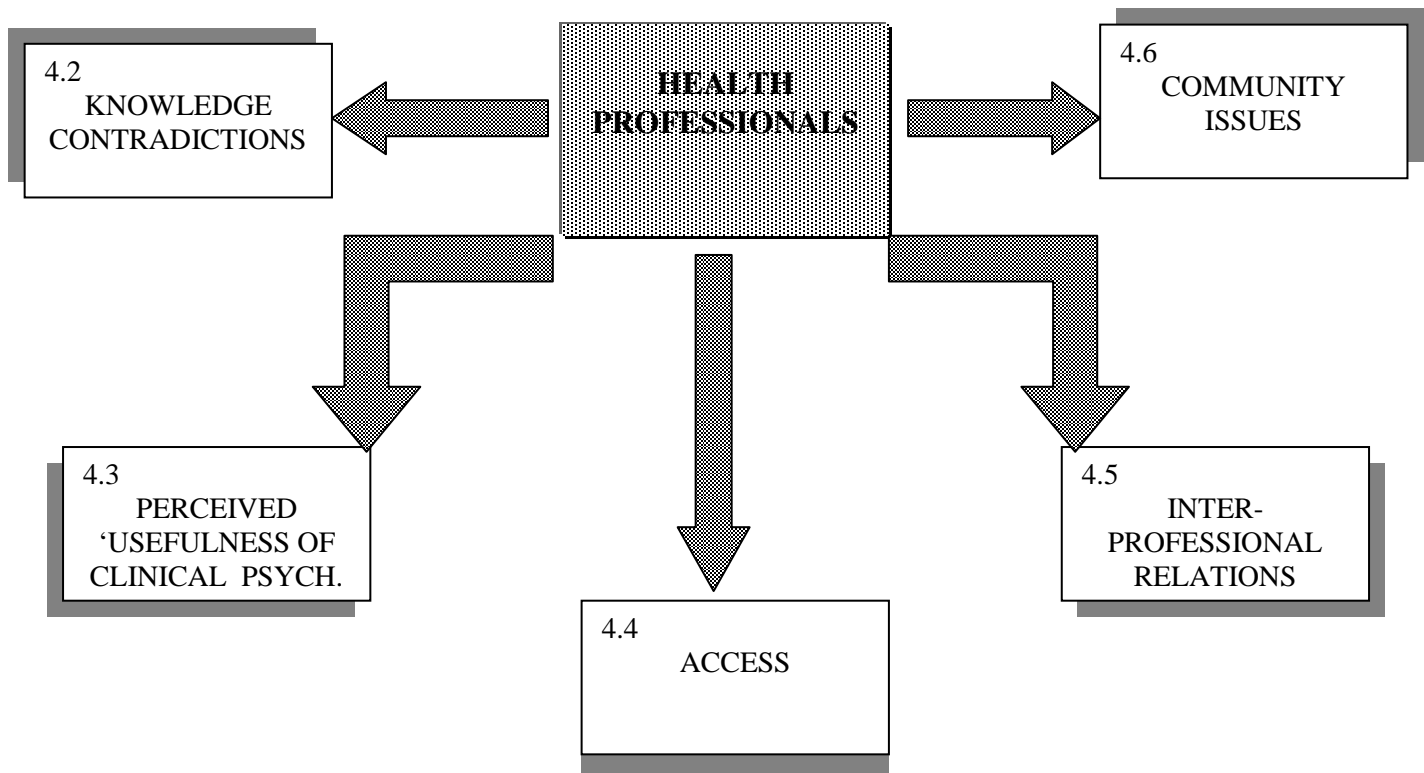 HEALTH
PROFESSIONALS
4.2
KNOWLEDGE
CONTRADICTIONS
4.6
COMMUNITY
ISSUES
4.3
PERCEIVED
‘USEFULNESS OF
CLINICAL PSYCH.
4.4
ACCESS
4.5
INTER-
PROFESSIONAL
RELATIONS